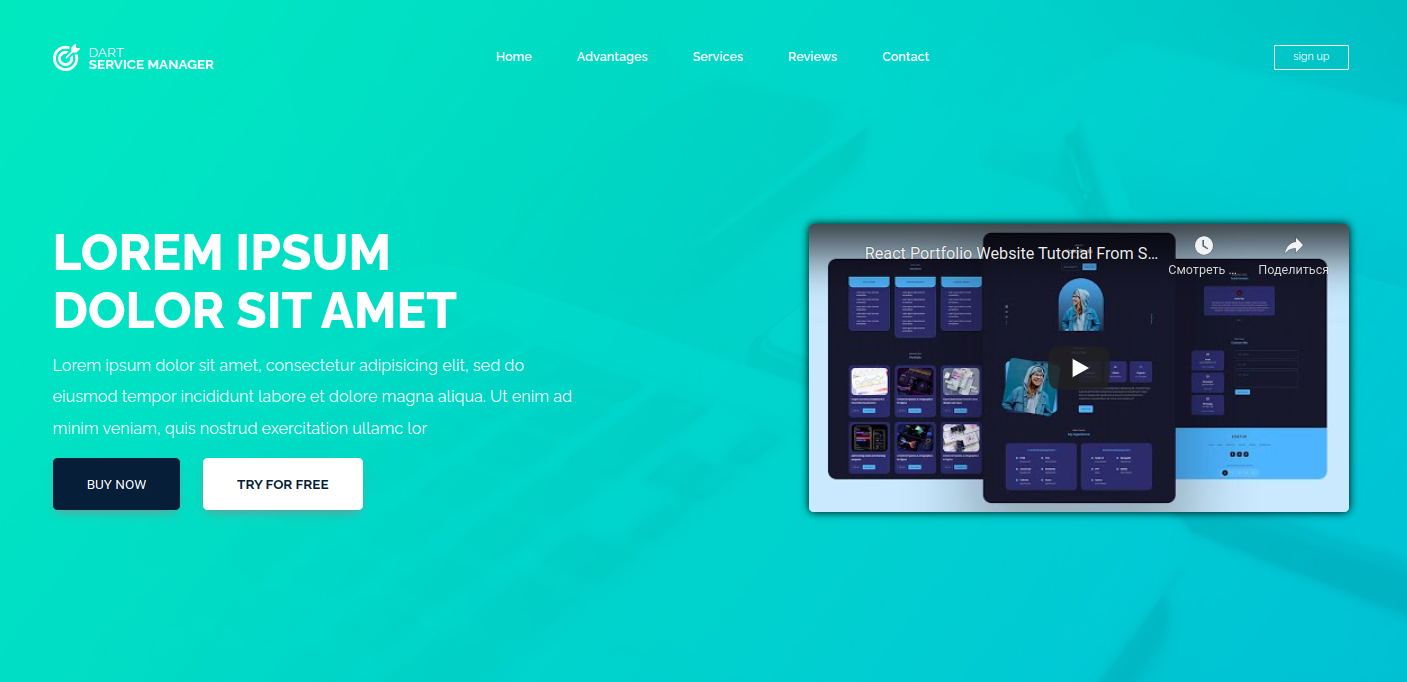 DART
SERVICE MANAGER
Home
Advantages
Services
Reviews
Contact
sign up
LOREM IPSUM
DOLOR SIT AMET
Lorem ipsum dolor sit amet, consectetur adipisicing elit, sed do
eiusmod tempor incididunt labore et dolore magna aliqua. Ut enim ad
minim veniam, quis nostrud exercitation ullamc lor
BUY NOW
TRY FOR FREE
React Portfolio Website Tutorial From S...
Смотреть ...
Поделиться